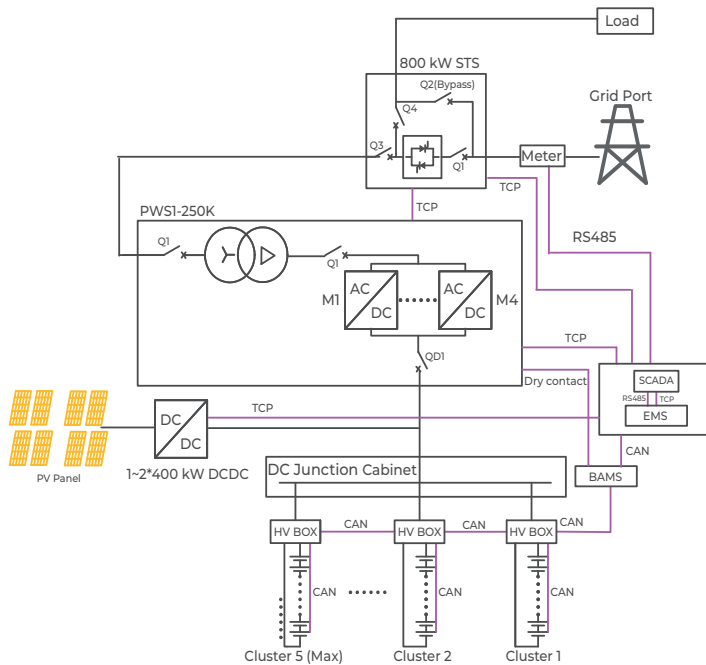 Load
800 kW STS
Q2(Bypass)
Grid Port
Q4
Q3
Q1
Meter
TCP
TCP
PWS1-250K
RS485
Q1
Q1
M1
AC
DC
AC
DC
M4
TCP
QD1
Dry contact
SCADA
RS485
TCP
EMS
DC
DC
TCP
CAN
PV Panel
1~2*400 kW DCDC
DC Junction Cabinet
BAMS
HV BOX
CAN
HV BOX
CAN
HV BOX
CAN
CAN
CAN
CAN
Cluster 5 (Max)
Cluster 2
Cluster 1